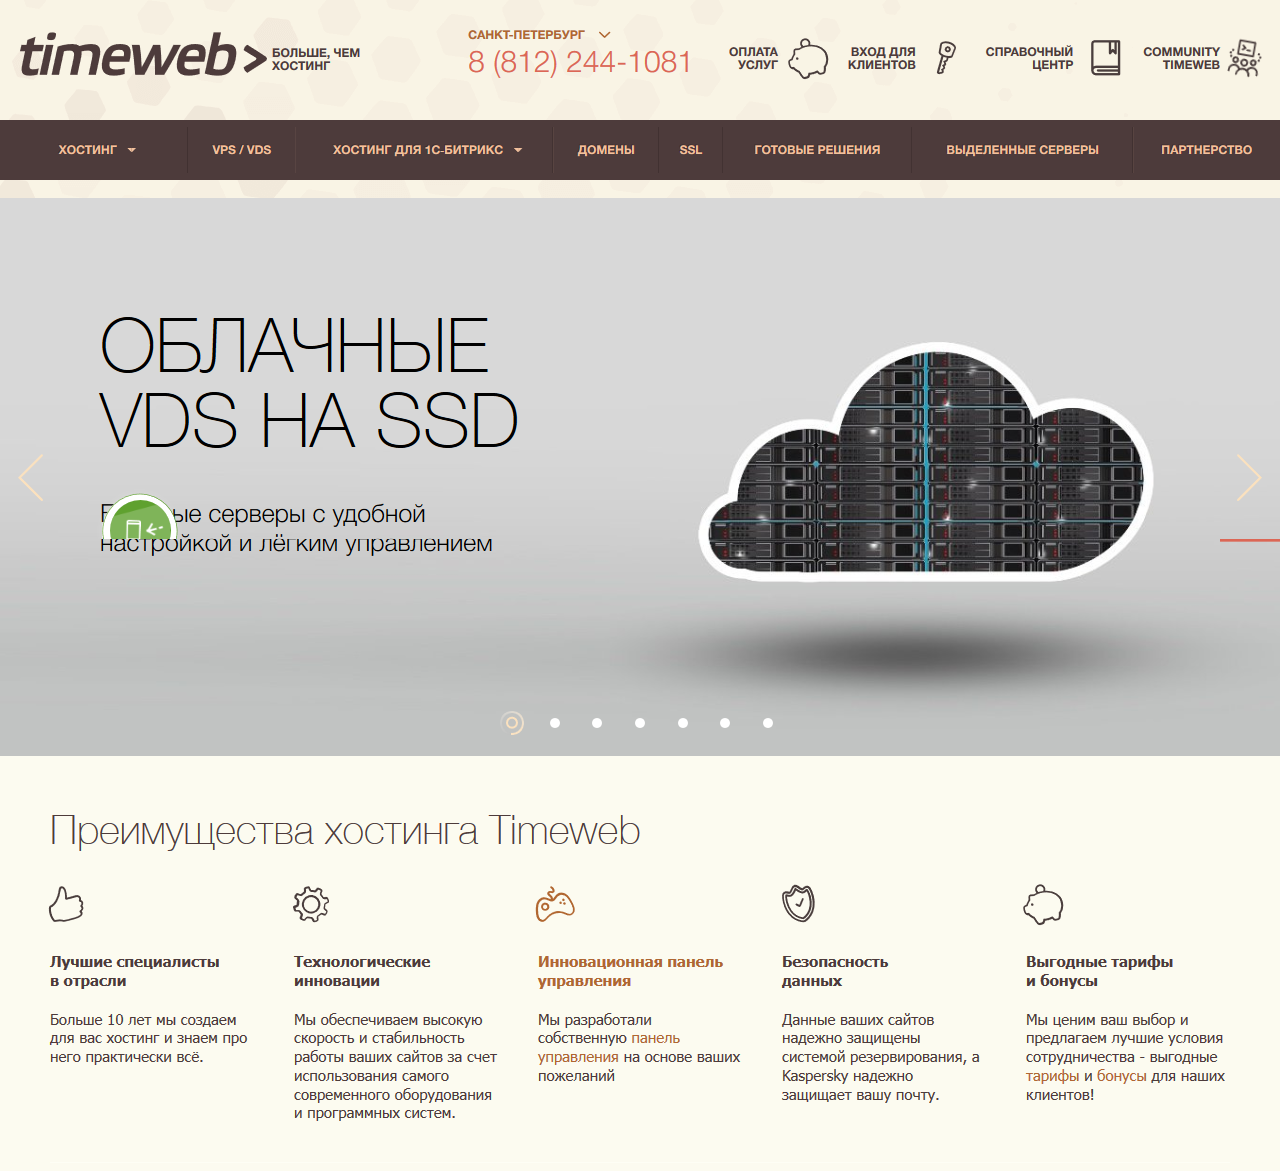 timeweb
БОЛЬШЕ, ЧЕМ
ХОСТИНГ
САНКТ-ПЕТЕРБУРГ
8 (812) 244-1081
ОПЛАТА
УСЛУГ
ВХОД ДЛЯ
КЛИЕНТОВ
СПРАВОЧНЫЙ
ЦЕНТР
COMMUNITY
TIMEWEB
ХОСТИНГ
VPS / VDS
ХОСТИНГ ДЛЯ 1С-БИТРИКС
ДОМЕНЫ
SSL
ГОТОВЫЕ РЕШЕНИЯ
ВЫДЕЛЕННЫЕ СЕРВЕРЫ
ПАРТНЕРСТВО
ОБЛАЧНЫЕ
VDS НА SSD
серверы с удобной
настройкой и лёгким управлением
Преимущества хостинга Timeweb
Лучшие специалисты
в отрасли
Больше 10 лет мы создаем
для вас хостинг и знаем про
него практически всё.
Технологические
инновации
Мы обеспечиваем высокую
скорость и стабильность
работы ваших сайтов за счет
использования самого
современного оборудования
и программных систем.
Инновационная панель
управления
Мы разработали
собственную панель
управления на основе ваших
пожеланий
Безопасность
данных
Данные ваших сайтов
надежно защищены
системой резервирования, а
Kaspersky надежно
защищает вашу почту.
Выгодные тарифы
и бонусы
Мы ценим ваш выбор и
предлагаем лучшие условия
сотрудничества - выгодные
тарифы и бонусы для наших
клиентов!